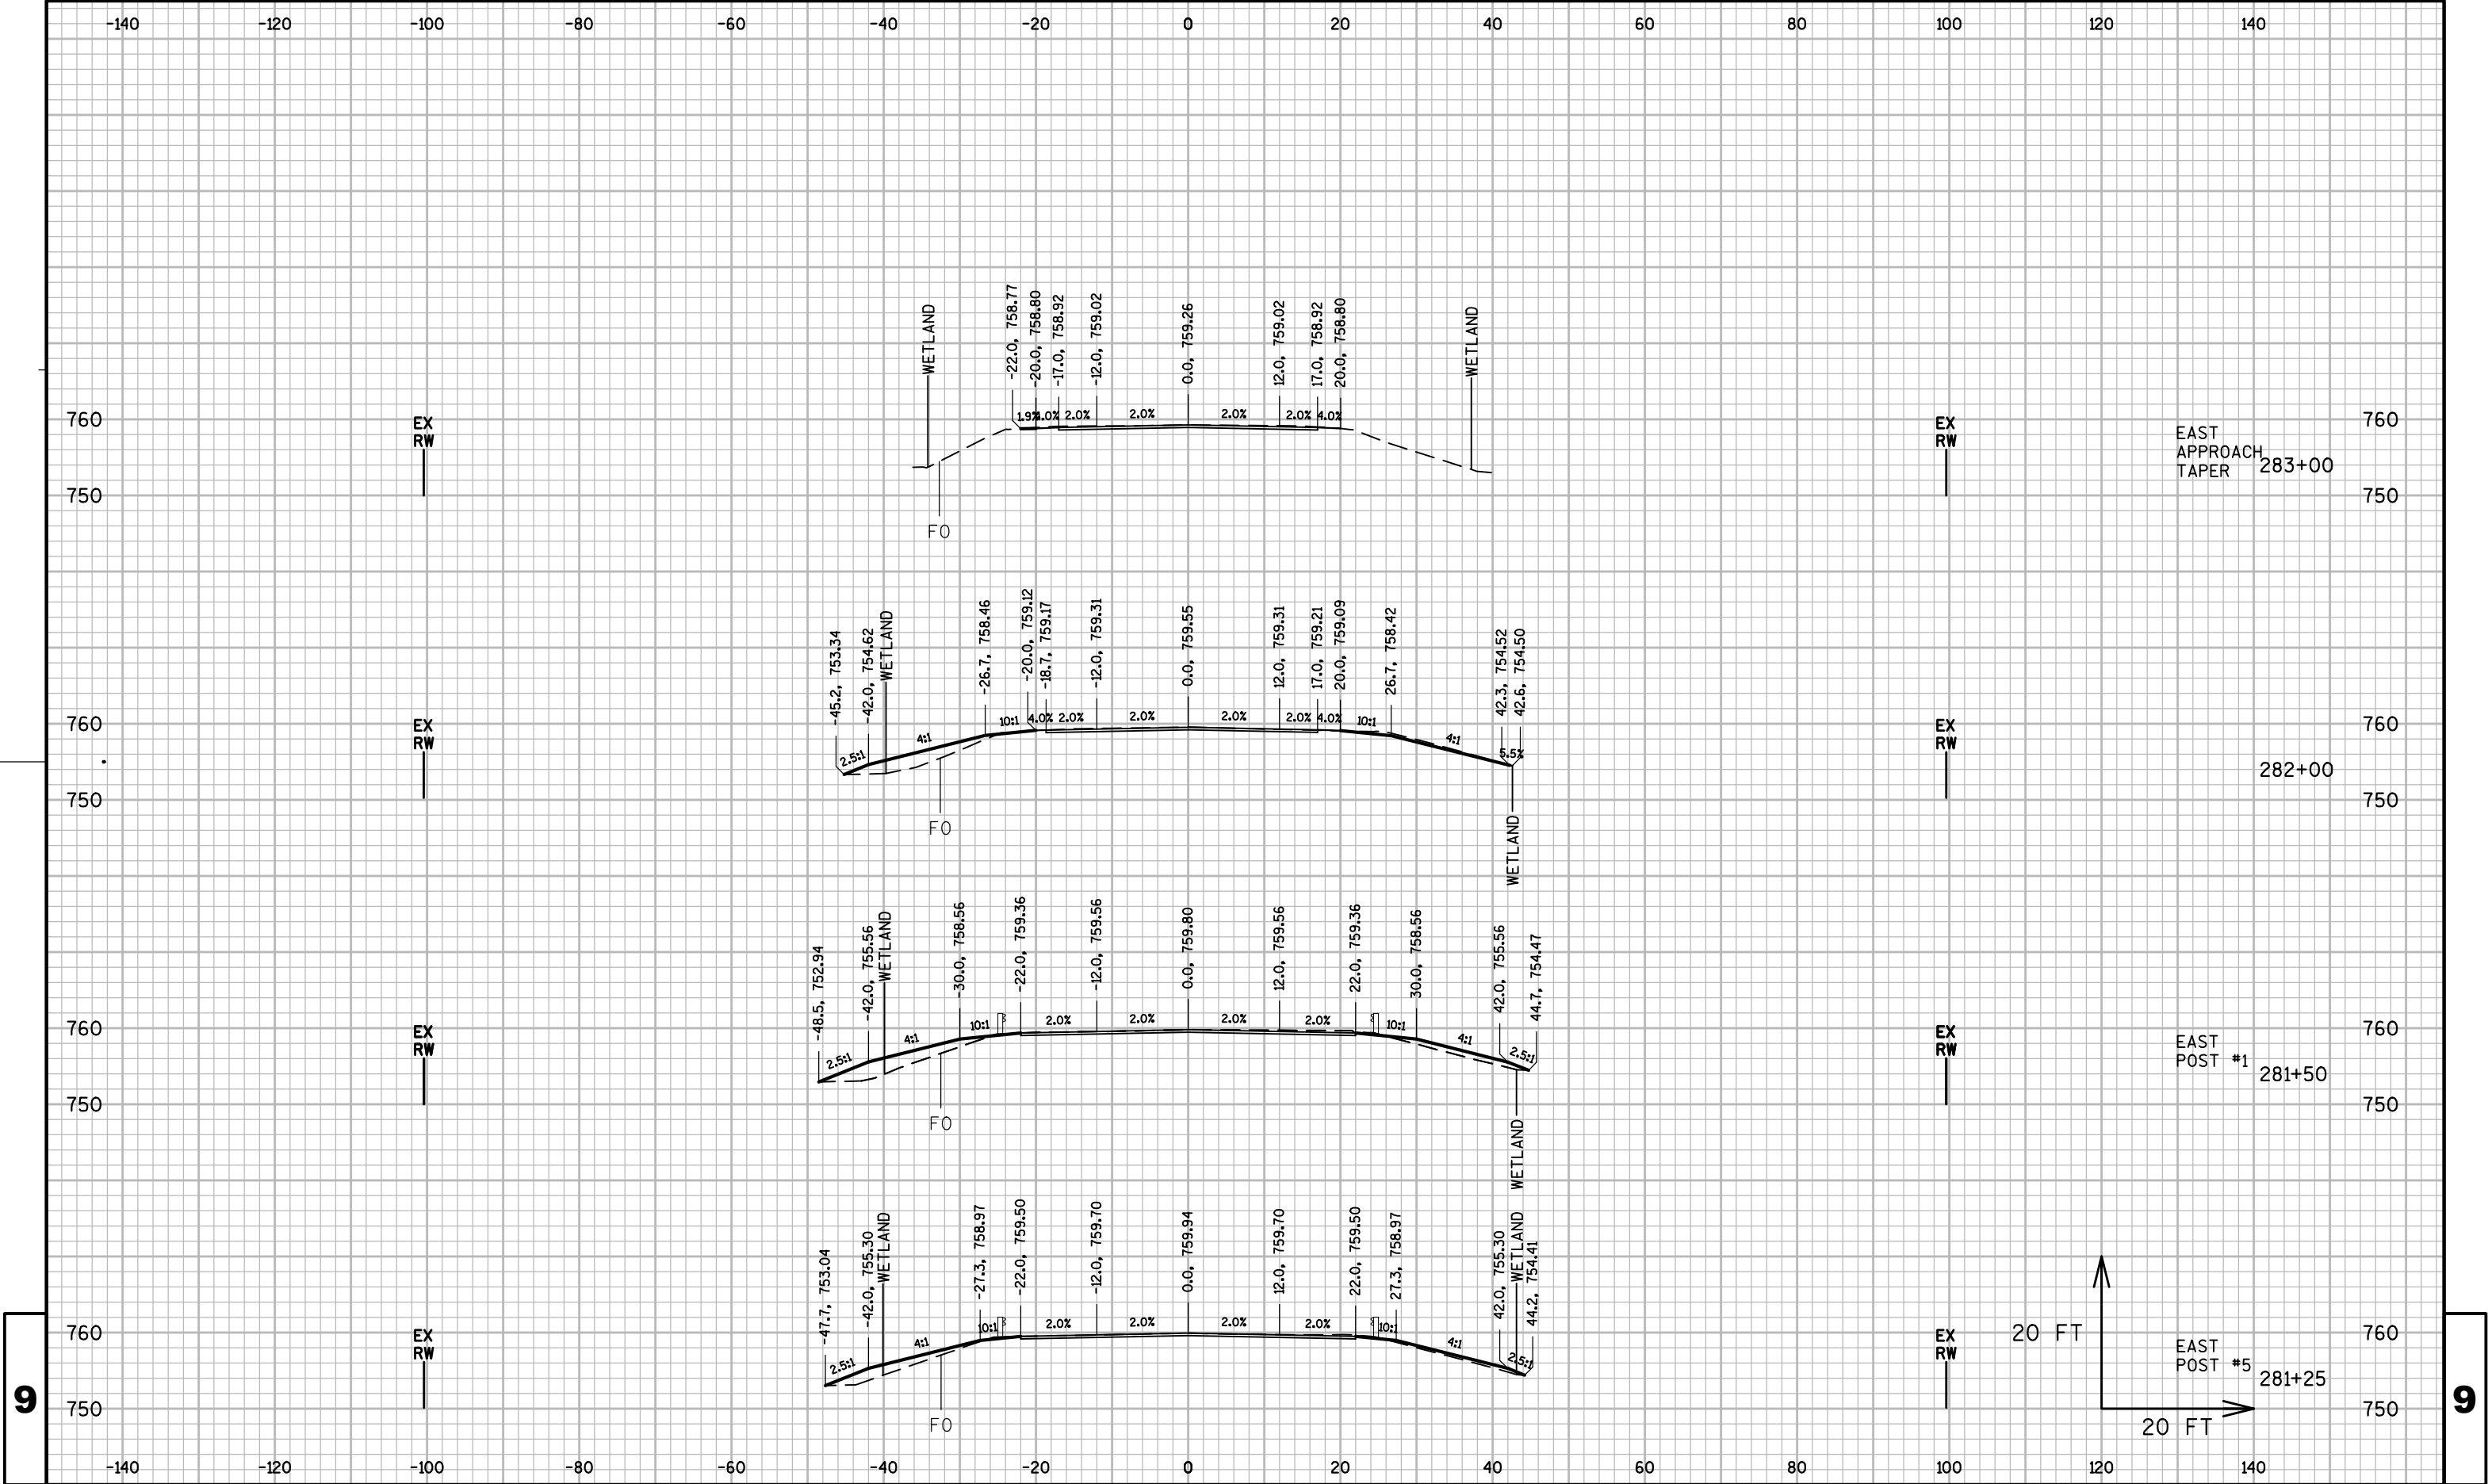 -140 -120 -100 -80 -60 -40 -20 0 20 40 60 80 100 120 140
WETLAND
-22.0, 758.77
-20.0, 758.80
-17.0, 758.92
-12.0, 759.02
0.0, 759.26
12.0, 759.02
17.0, 758.92
20.0, 758.80
WETLAND
760 EX RW 1.9% 4.0% 2.0% 2.0% 2.0% 2.0% 4.0% EX RW 760
EAST
APPROACH
TAPER 283+00
750 750
FO
-45.2, 753.34
-42.0, 754.62
WETLAND
-26.7, 758.46
-20.0, 759.12
-18.7, 759.17
-12.0, 759.31
0.0, 759.55
12.0, 759.31
17.0, 759.21
20.0, 759.09
26.7, 758.42
42.3, 754.52
42.6, 754.50
760 EX RW 2.5:1 4:1 10:1 4.0% 2.0% 2.0% 2.0% 2.0% 4.0% 10:1 4:1 5.5% EX RW 760
282+00
750 750
FO
WETLAND
-48.5, 752.94
-42.0, 755.56
WETLAND
-30.0, 758.56
-22.0, 759.36
-12.0, 759.56
0.0, 759.80
12.0, 759.56
22.0, 759.36
30.0, 758.56
42.0, 755.56
44.7, 754.47
760 EX RW 2.5:1 4:1 10:1 2.0% 2.0% 2.0% 2.0% 10:1 4:1 2.5:1 EX RW 760
EAST
POST #1 281+50
750 750
FO
WETLAND
-47.7, 753.04
-42.0, 755.30
WETLAND
-27.3, 758.97
-22.0, 759.50
-12.0, 759.70
0.0, 759.94
12.0, 759.70
22.0, 759.50
27.3, 758.97
42.0, 755.30
WETLAND
44.2, 754.41
760 EX RW 2.5:1 4:1 10:1 2.0% 2.0% 2.0% 2.0% 10:1 4:1 2.5:1 EX RW 760
20 FT
EAST
POST #5 281+25
9 9
750 750
FO
20 FT
-140 -120 -100 -80 -60 -40 -20 0 20 40 60 80 100 120 140